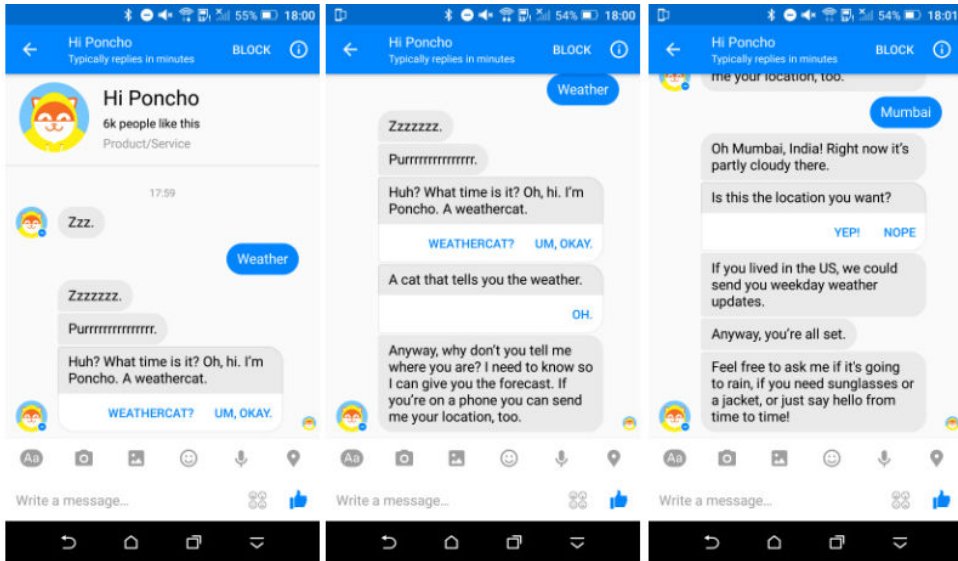 55% 18:00
Hi Poncho
Typically replies in minutes
BLOCK
Hi Poncho
6k people like this
Product/Service
17:59
Zzz.
Weather
Zzzzzzz.
Purrrrrrrrrrrrrrr.
Huh? What time is it? Oh, hi. I'm
Poncho. A weathercat.
WEATHERCAT? UM, OKAY.
Aa
Write a message...
54% 18:00
Hi Poncho
Typically replies in minutes
BLOCK
Weather
Zzzzzzz.
Purrrrrrrrrrrrrrr.
Huh? What time is it? Oh, hi. I'm
Poncho. A weathercat.
WEATHERCAT? UM, OKAY.
A cat that tells you the weather.
OH.
Anyway, why don't you tell me
where you are? I need to know so
I can give you the forecast. If
you're on a phone you can send
me your location, too.
Aa
Write a message...
54% 18:01
Hi Poncho
Typically replies in minutes
BLOCK
me your location, too.
Mumbai
Oh Mumbai, India! Right now it's
partly cloudy there.
Is this the location you want?
YEP! NOPE
If you lived in the US, we could
send you weekday weather
updates.
Anyway, you're all set.
Feel free to ask me if it's going
to rain, if you need sunglasses or
a jacket, or just say hello from
time to time!
Aa
Write a message...